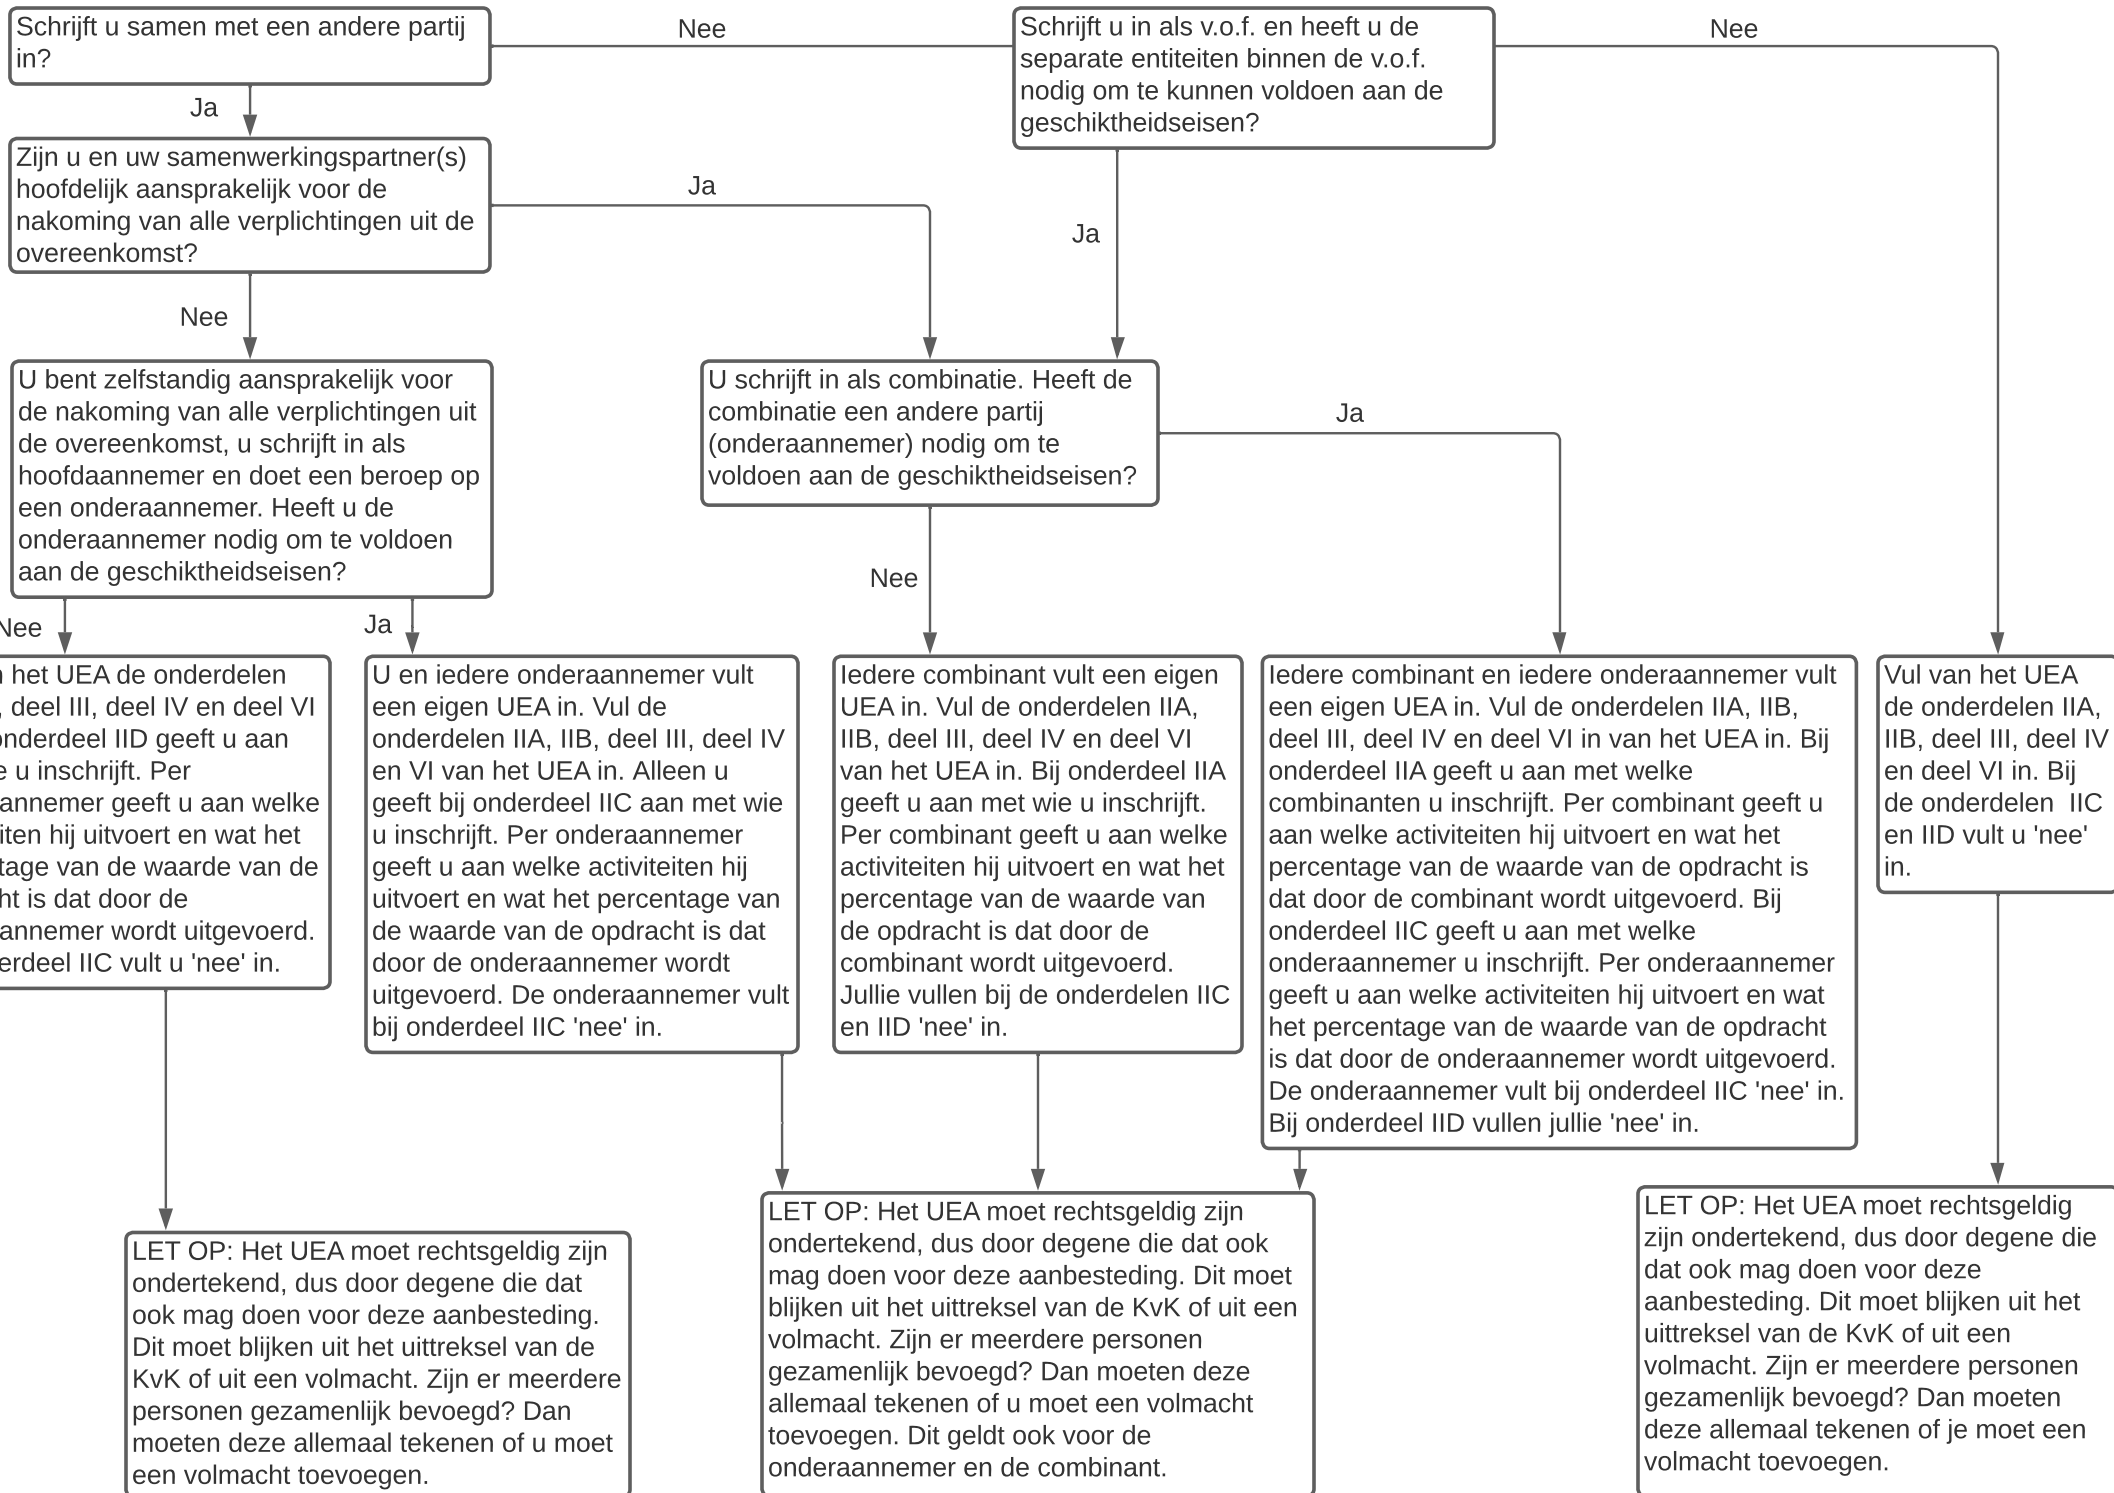 Schrijft u samen met een andere partij
in?
Nee
Schrijft u in als v.o.f. en heeft u de
separate entiteiten binnen de v.o.f.
nodig om te kunnen voldoen aan de
geschiktheidseisen?
Nee
Ja
Zijn u en uw samenwerkingspartner(s)
hoofdelijk aansprakelijk voor de
nakoming van alle verplichtingen uit de
overeenkomst?
Ja
Ja
Nee
U bent zelfstandig aansprakelijk voor
de nakoming van alle verplichtingen uit
de overeenkomst, u schrijft in als
hoofdaannemer en doet een beroep op
een onderaannemer. Heeft u de
onderaannemer nodig om te voldoen
aan de geschiktheidseisen?
U schrijft in als combinatie. Heeft de
combinatie een andere partij
(onderaannemer) nodig om te
voldoen aan de geschiktheidseisen?
Ja
Nee
Nee
Ja
het UEA de onderdelen
, deel III, deel IV en deel VI
onderdeel IID geeft u aan
u inschrijft. Per
annemer geeft u aan welke
iten hij uitvoert en wat het
tage van de waarde van de
ht is dat door de
annemer wordt uitgevoerd.
erdeel IIC vult u 'nee' in.
U en iedere onderaannemer vult
een eigen UEA in. Vul de
onderdelen IIA, IIB, deel III, deel IV
en VI van het UEA in. Alleen u
geeft bij onderdeel IIC aan met wie
u inschrijft. Per onderaannemer
geeft u aan welke activiteiten hij
uitvoert en wat het percentage van
de waarde van de opdracht is dat
door de onderaannemer wordt
uitgevoerd. De onderaannemer vult
bij onderdeel IIC 'nee' in.
Iedere combinant vult een eigen
UEA in. Vul de onderdelen IIA,
IIB, deel III, deel IV en deel VI
van het UEA in. Bij onderdeel IIA
geeft u aan met wie u inschrijft.
Per combinant geeft u aan welke
activiteiten hij uitvoert en wat het
percentage van de waarde van
de opdracht is dat door de
combinant wordt uitgevoerd.
Jullie vullen bij de onderdelen IIC
en IID 'nee' in.
Iedere combinant en iedere onderaannemer vult
een eigen UEA in. Vul de onderdelen IIA, IIB,
deel III, deel IV en deel VI in van het UEA in. Bij
onderdeel IIA geeft u aan met welke
combinanten u inschrijft. Per combinant geeft u
aan welke activiteiten hij uitvoert en wat het
percentage van de waarde van de opdracht is
dat door de combinant wordt uitgevoerd. Bij
onderdeel IIC geeft u aan met welke
onderaannemer u inschrijft. Per onderaannemer
geeft u aan welke activiteiten hij uitvoert en wat
het percentage van de waarde van de opdracht
is dat door de onderaannemer wordt uitgevoerd.
De onderaannemer vult bij onderdeel IIC 'nee' in.
Bij onderdeel IID vullen jullie 'nee' in.
Vul van het UEA
de onderdelen IIA,
IIB, deel III, deel IV
en deel VI in. Bij
de onderdelen  IIC
en IID vult u 'nee'
in.
LET OP: Het UEA moet rechtsgeldig zijn
ondertekend, dus door degene die dat
ook mag doen voor deze aanbesteding.
Dit moet blijken uit het uittreksel van de
KvK of uit een volmacht. Zijn er meerdere
personen gezamenlijk bevoegd? Dan
moeten deze allemaal tekenen of u moet
een volmacht toevoegen.
LET OP: Het UEA moet rechtsgeldig zijn
ondertekend, dus door degene die dat ook
mag doen voor deze aanbesteding. Dit moet
blijken uit het uittreksel van de KvK of uit een
volmacht. Zijn er meerdere personen
gezamenlijk bevoegd? Dan moeten deze
allemaal tekenen of u moet een volmacht
toevoegen. Dit geldt ook voor de
onderaannemer en de combinant.
LET OP: Het UEA moet rechtsgeldig
zijn ondertekend, dus door degene die
dat ook mag doen voor deze
aanbesteding. Dit moet blijken uit het
uittreksel van de KvK of uit een
volmacht. Zijn er meerdere personen
gezamenlijk bevoegd? Dan moeten
deze allemaal tekenen of je moet een
volmacht toevoegen.